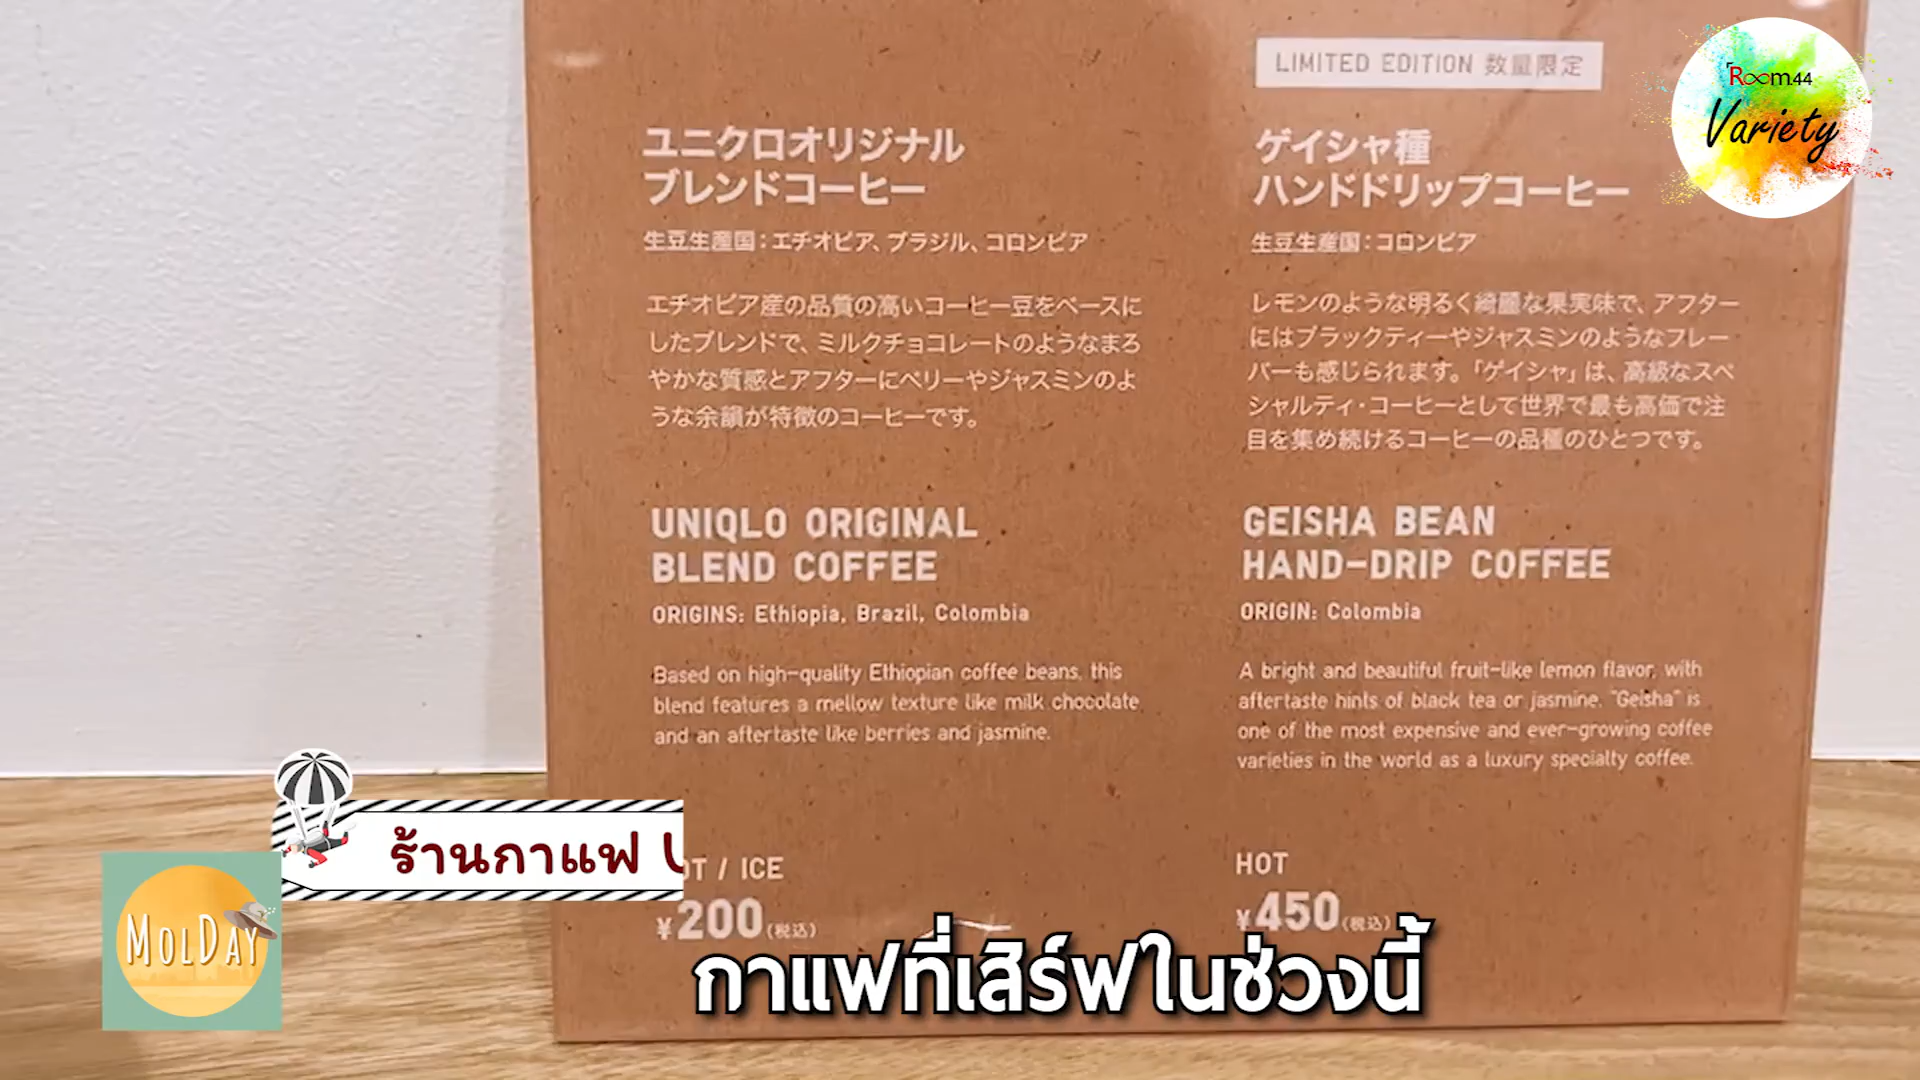 LIMITED EDITION 数量限定
Room44
Variety
ユニクロオリジナル
ブレンドコーヒー
生豆生産国：エチオピア、ブラジル、コロンビア
エチオピア産の品質の高いコーヒー豆をベースに
したブレンドで、ミルクチョコレートのようなまろ
やかな質感とアフターにベリーやジャスミンのよ
うな余韻が特徴のコーヒーです。
UNIQLO ORIGINAL
BLEND COFFEE
ORIGINS: Ethiopia, Brazil, Colombia
Based on high-quality Ethiopian coffee beans, this
blend features a mellow texture like milk chocolate
and an aftertaste like berries and jasmine.
OT / ICE
¥200(税込)
ゲイシャ種
ハンドドリップコーヒー
生豆生産国：コロンビア
レモンのような明るく綺麗な果実味で、アフター
にはブラックティーやジャスミンのようなフレー
バーも感じられます。「ゲイシャ」は、高級なスペ
シャルティ・コーヒーとして世界で最も高価で注
目を集め続けるコーヒーの品種のひとつです。
GEISHA BEAN
HAND-DRIP COFFEE
ORIGIN: Colombia
A bright and beautiful fruit-like lemon flavor, with
aftertaste hints of black tea or jasmine. "Geisha" is
one of the most expensive and ever-growing coffee
varieties in the world as a luxury specialty coffee.
HOT
¥450(税込)
ร้านกาแฟ
MOLDAY
กาแฟที่เสิร์ฟในช่วงนี้